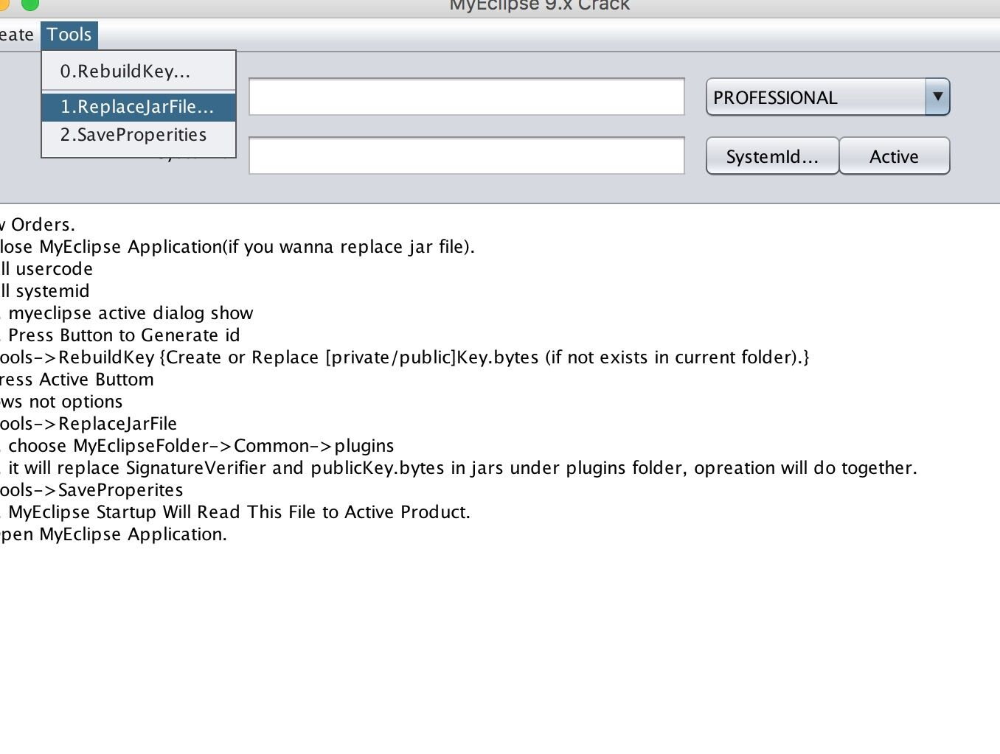 MyEclipse 9.x Crack
eate Tools
0.RebuildKey...
1.ReplaceJarFile...
2.SaveProperities
PROFESSIONAL
SystemId... Active
w Orders.
lose MyEclipse Application(if you wanna replace jar file).
ll usercode
ll systemid
. myeclipse active dialog show
. Press Button to Generate id
ools->RebuildKey {Create or Replace [private/public]Key.bytes (if not exists in current folder).}
ress Active Buttom
ows not options
ools->ReplaceJarFile
. choose MyEclipseFolder->Common->plugins
. it will replace SignatureVerifier and publicKey.bytes in jars under plugins folder, opreation will do together.
ools->SaveProperites
. MyEclipse Startup Will Read This File to Active Product.
pen MyEclipse Application.